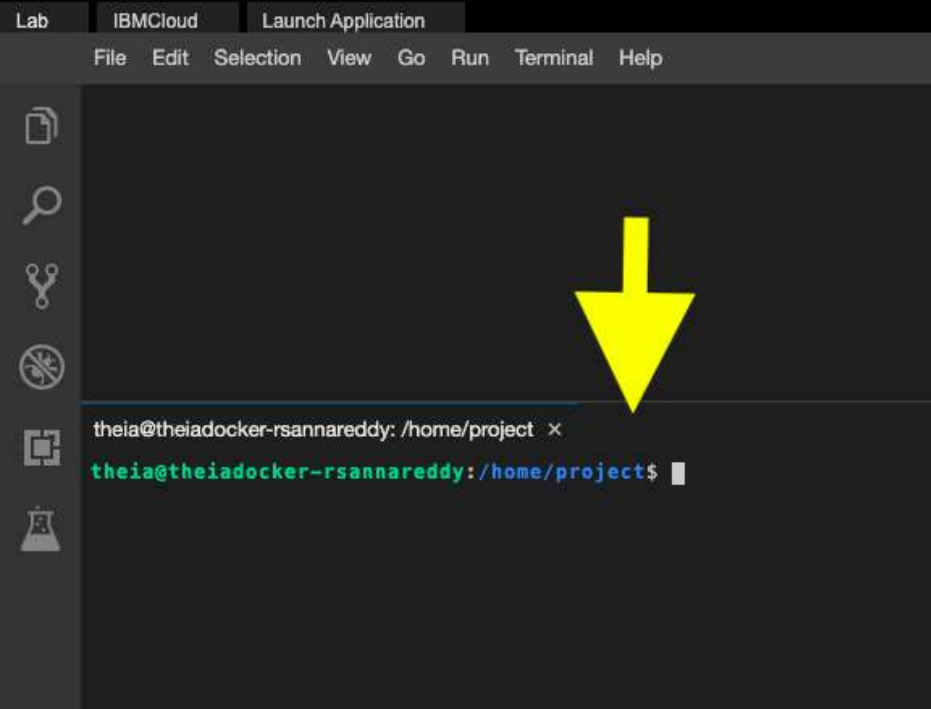 Lab IBMCloud Launch Application
File Edit Selection View Go Run Terminal Help
theia@theiadocker-rsannareddy: /home/project ×
theia@theiadocker-rsannareddy:/home/project$